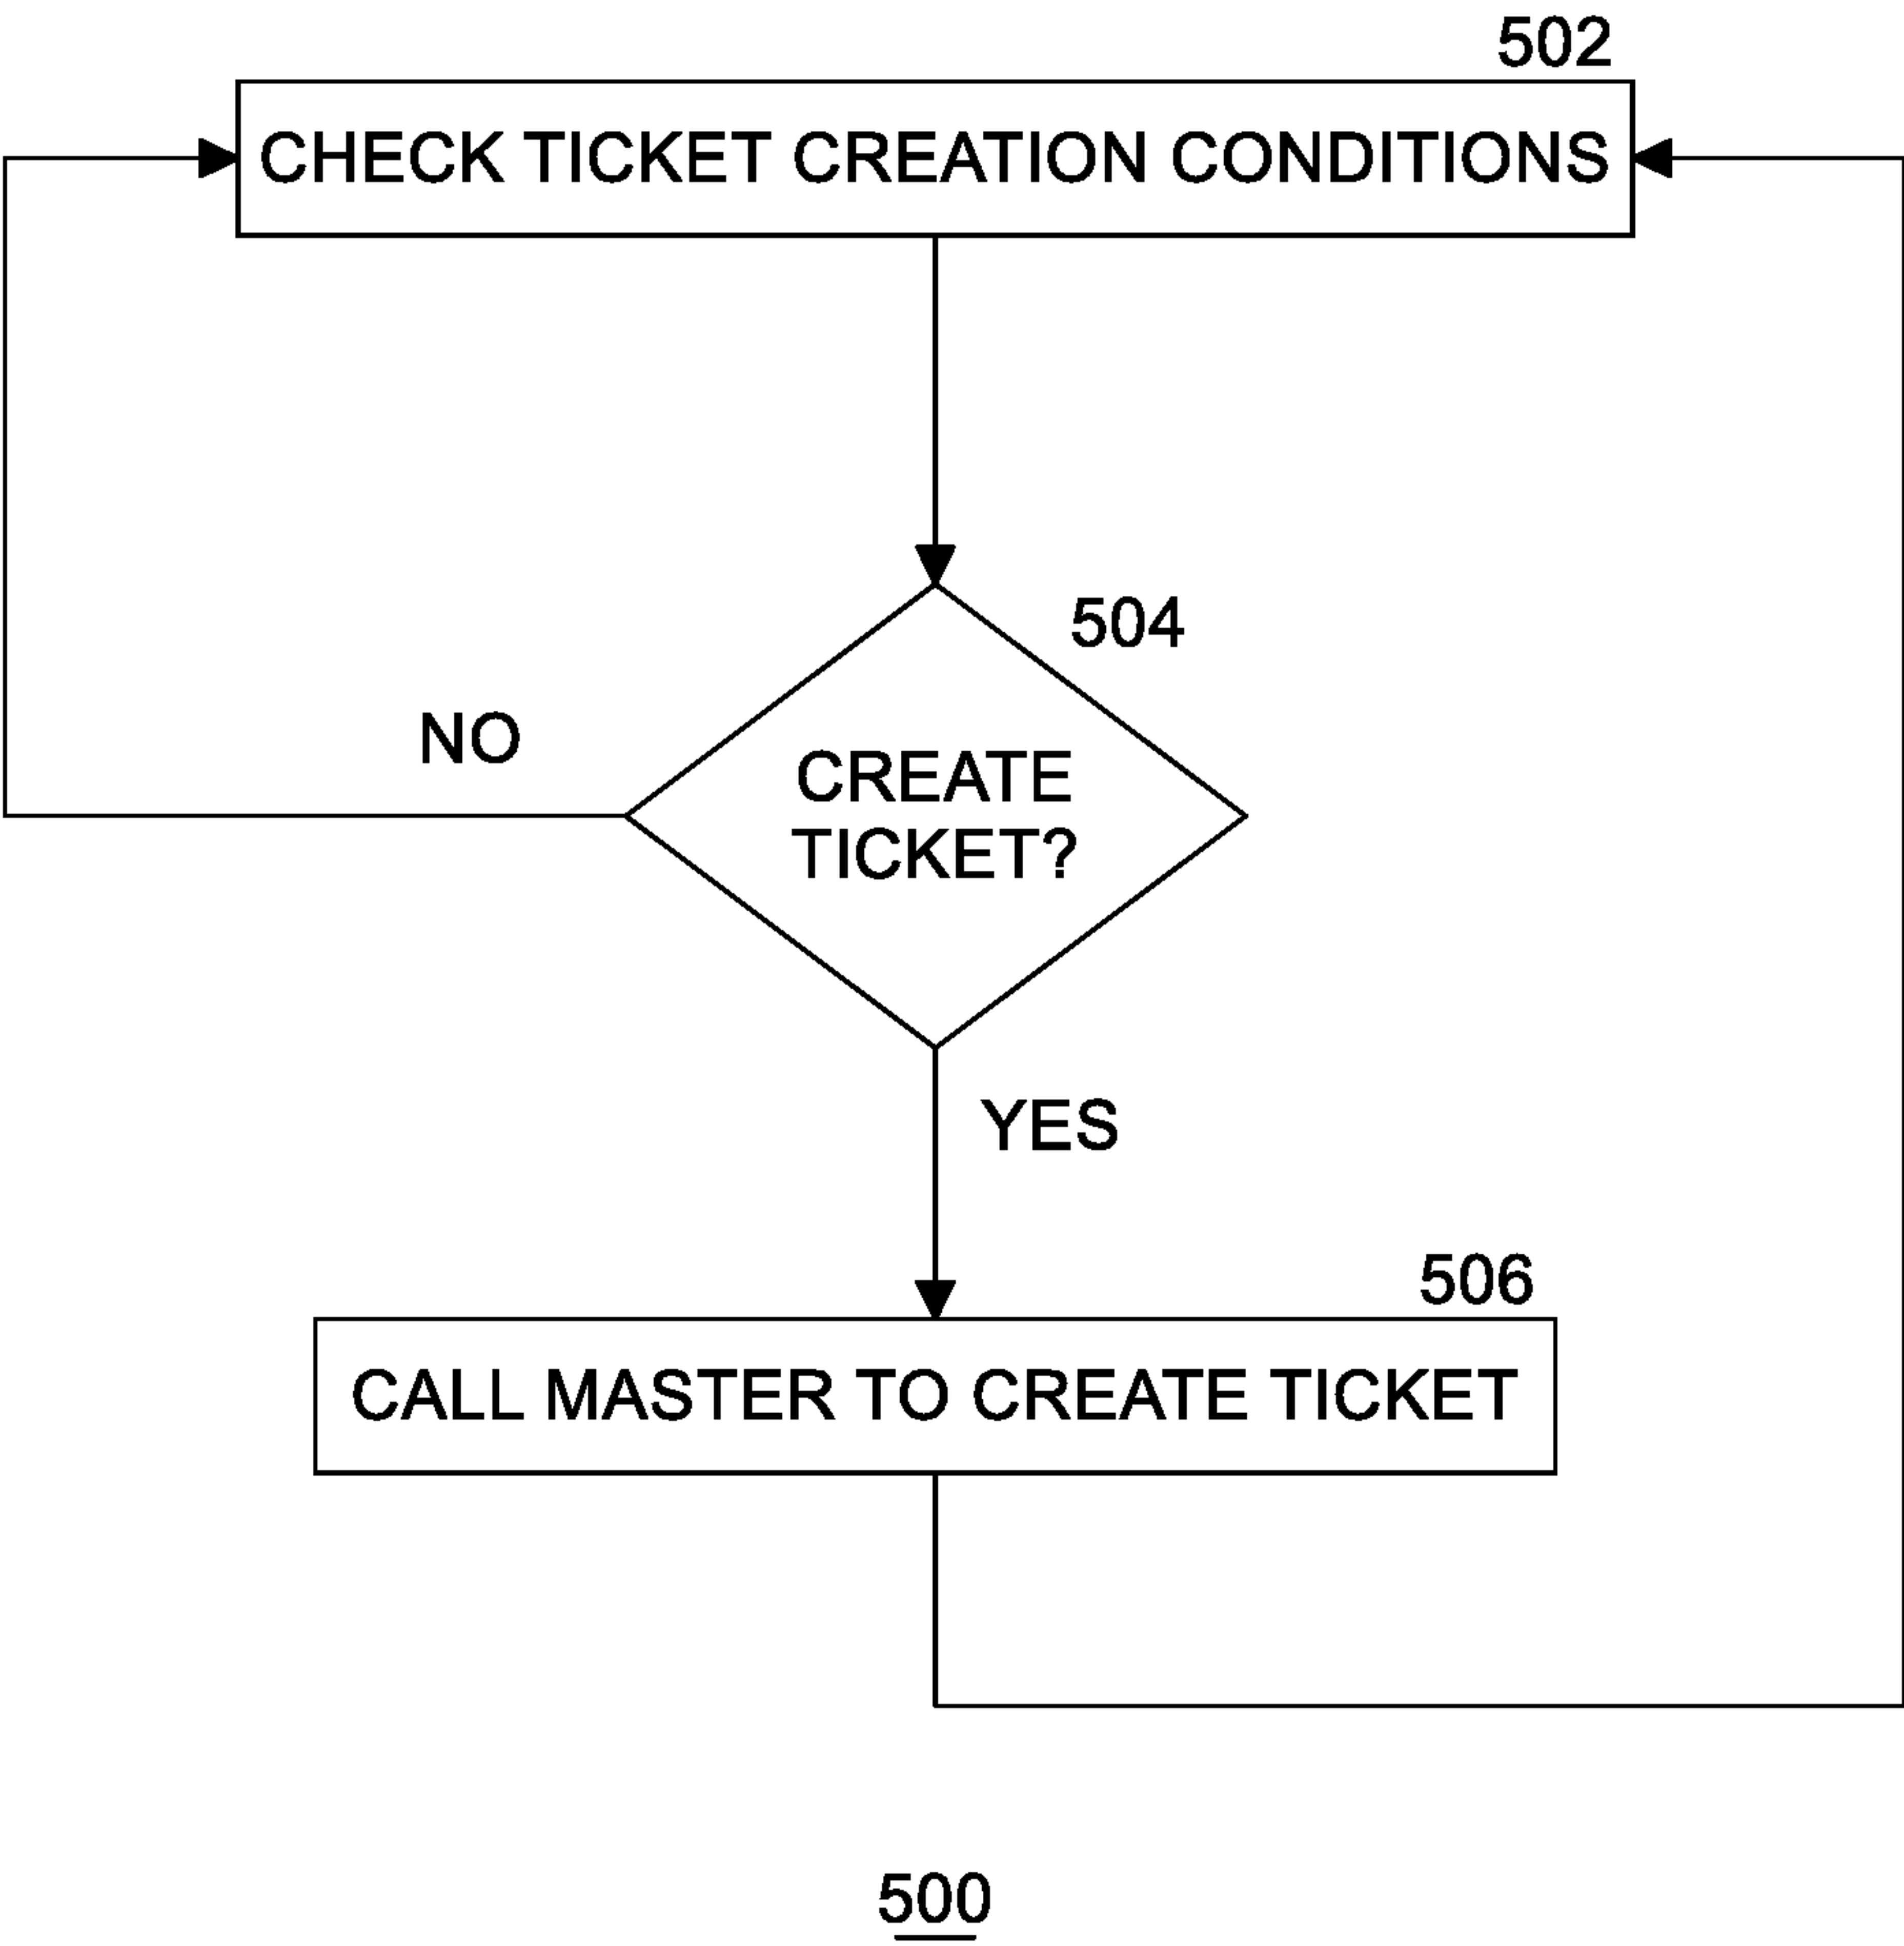 502
CHECK TICKET CREATION CONDITIONS
504
NO
CREATE
TICKET?
YES
506
CALL MASTER TO CREATE TICKET
500